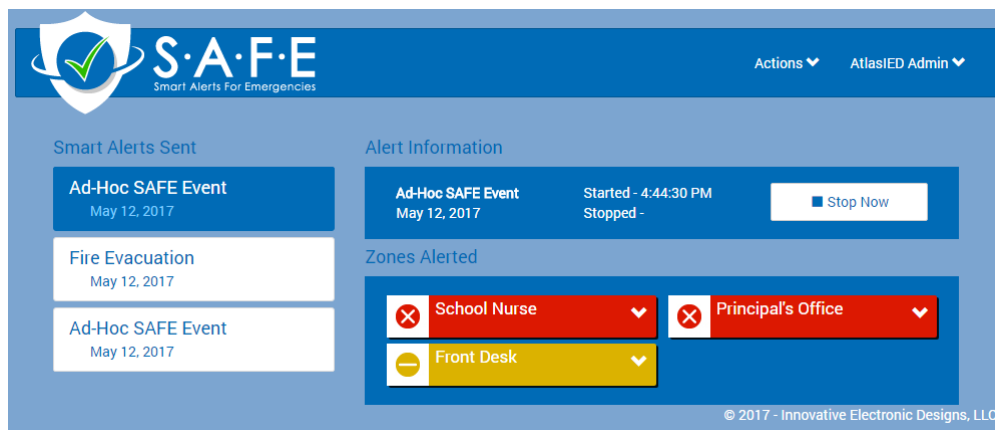 S·A·F·E
Smart Alerts For Emergencies
Actions
AtlasIED Admin
Smart Alerts Sent
Ad-Hoc SAFE Event
May 12, 2017
Fire Evacuation
May 12, 2017
Ad-Hoc SAFE Event
May 12, 2017
Alert Information
Ad-Hoc SAFE Event
May 12, 2017
Started - 4:44:30 PM
Stopped -
Stop Now
Zones Alerted
School Nurse
Principal's Office
Front Desk
© 2017 - Innovative Electronic Designs, LLC